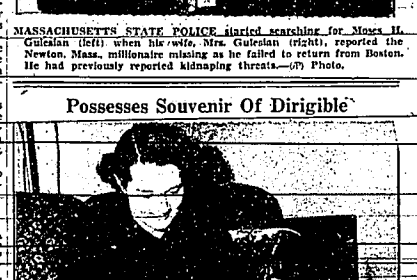 MASSACHUSETTS STATE POLICE started searching for Moses H.
Gulesian (left) when his wife, Mrs. Gulesian (right), reported the
Newton, Mass., millionaire missing as he failed to return from Boston.
He had previously reported kidnaping threats.—(AP) Photo.
Possesses Souvenir Of Dirigible